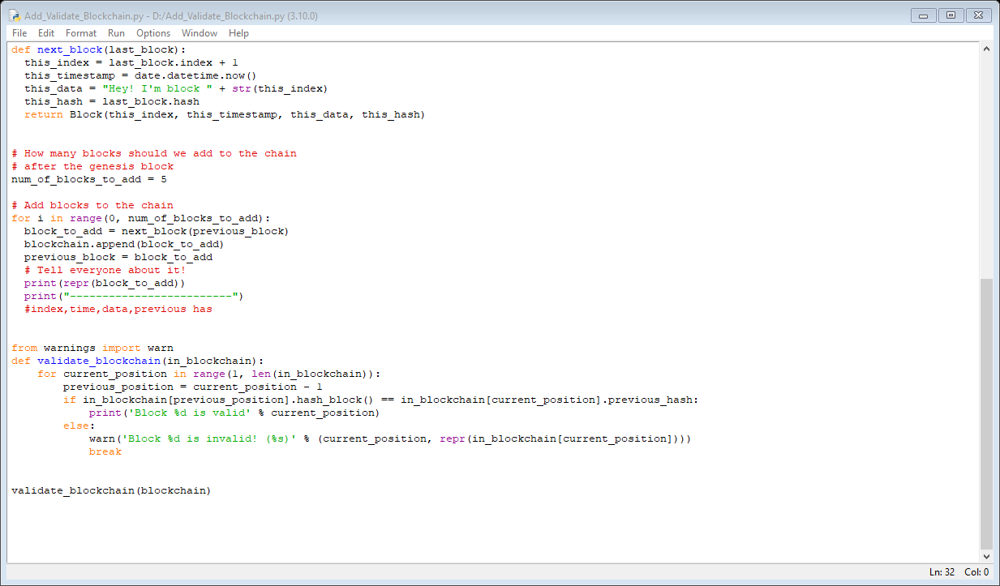 Add_Validate_Blockchain.py - D:/Add_Validate_Blockchain.py (3.10.0)
File Edit Format Run Options Window Help
def next_block(last_block):
  this_index = last_block.index + 1
  this_timestamp = date.datetime.now()
  this_data = "Hey! I'm block " + str(this_index)
  this_hash = last_block.hash
  return Block(this_index, this_timestamp, this_data, this_hash)
# How many blocks should we add to the chain
# after the genesis block
num_of_blocks_to_add = 5
# Add blocks to the chain
for i in range(0, num_of_blocks_to_add):
  block_to_add = next_block(previous_block)
  blockchain.append(block_to_add)
  previous_block = block_to_add
  # Tell everyone about it!
  print(repr(block_to_add))
  print("-------------------------")
  #index,time,data,previous has
from warnings import warn
def validate_blockchain(in_blockchain):
    for current_position in range(1, len(in_blockchain)):
        previous_position = current_position - 1
        if in_blockchain[previous_position].hash_block() == in_blockchain[current_position].previous_hash:
            print('Block %d is valid' % current_position)
        else:
            warn('Block %d is invalid! (%s)' % (current_position, repr(in_blockchain[current_position])))
            break
validate_blockchain(blockchain)
Ln: 32 Col: 0